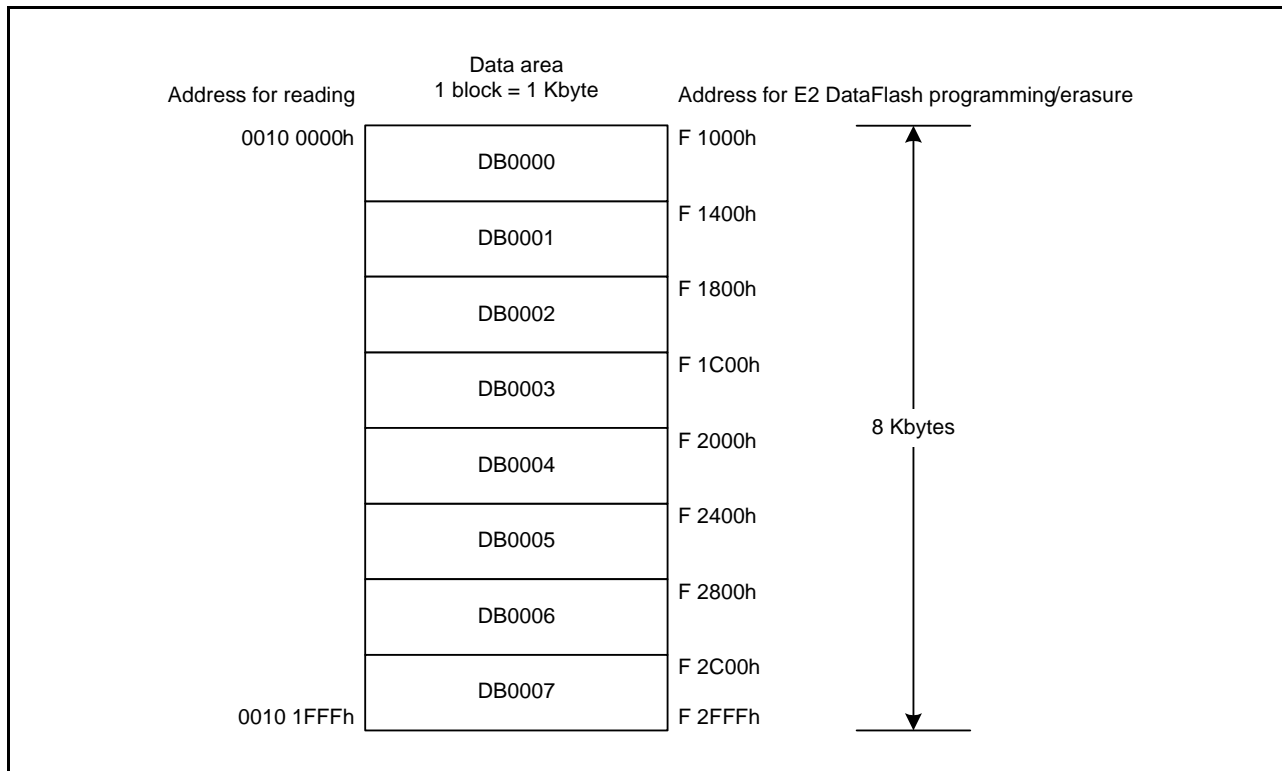 Data area
Address for reading 1 block = 1 Kbyte Address for E2 DataFlash programming/erasure
0010 0000h F 1000h
DB0000
F 1400h
DB0001
F 1800h
DB0002
F 1C00h
DB0003
F 2000h
8 Kbytes
DB0004
F 2400h
DB0005
F 2800h
DB0006
F 2C00h
DB0007
0010 1FFFh F 2FFFh